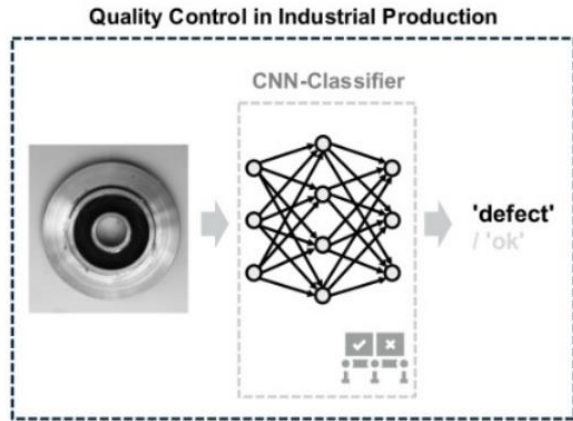 Quality Control in Industrial Production
CNN-Classifier
'defect'
/ 'ok'